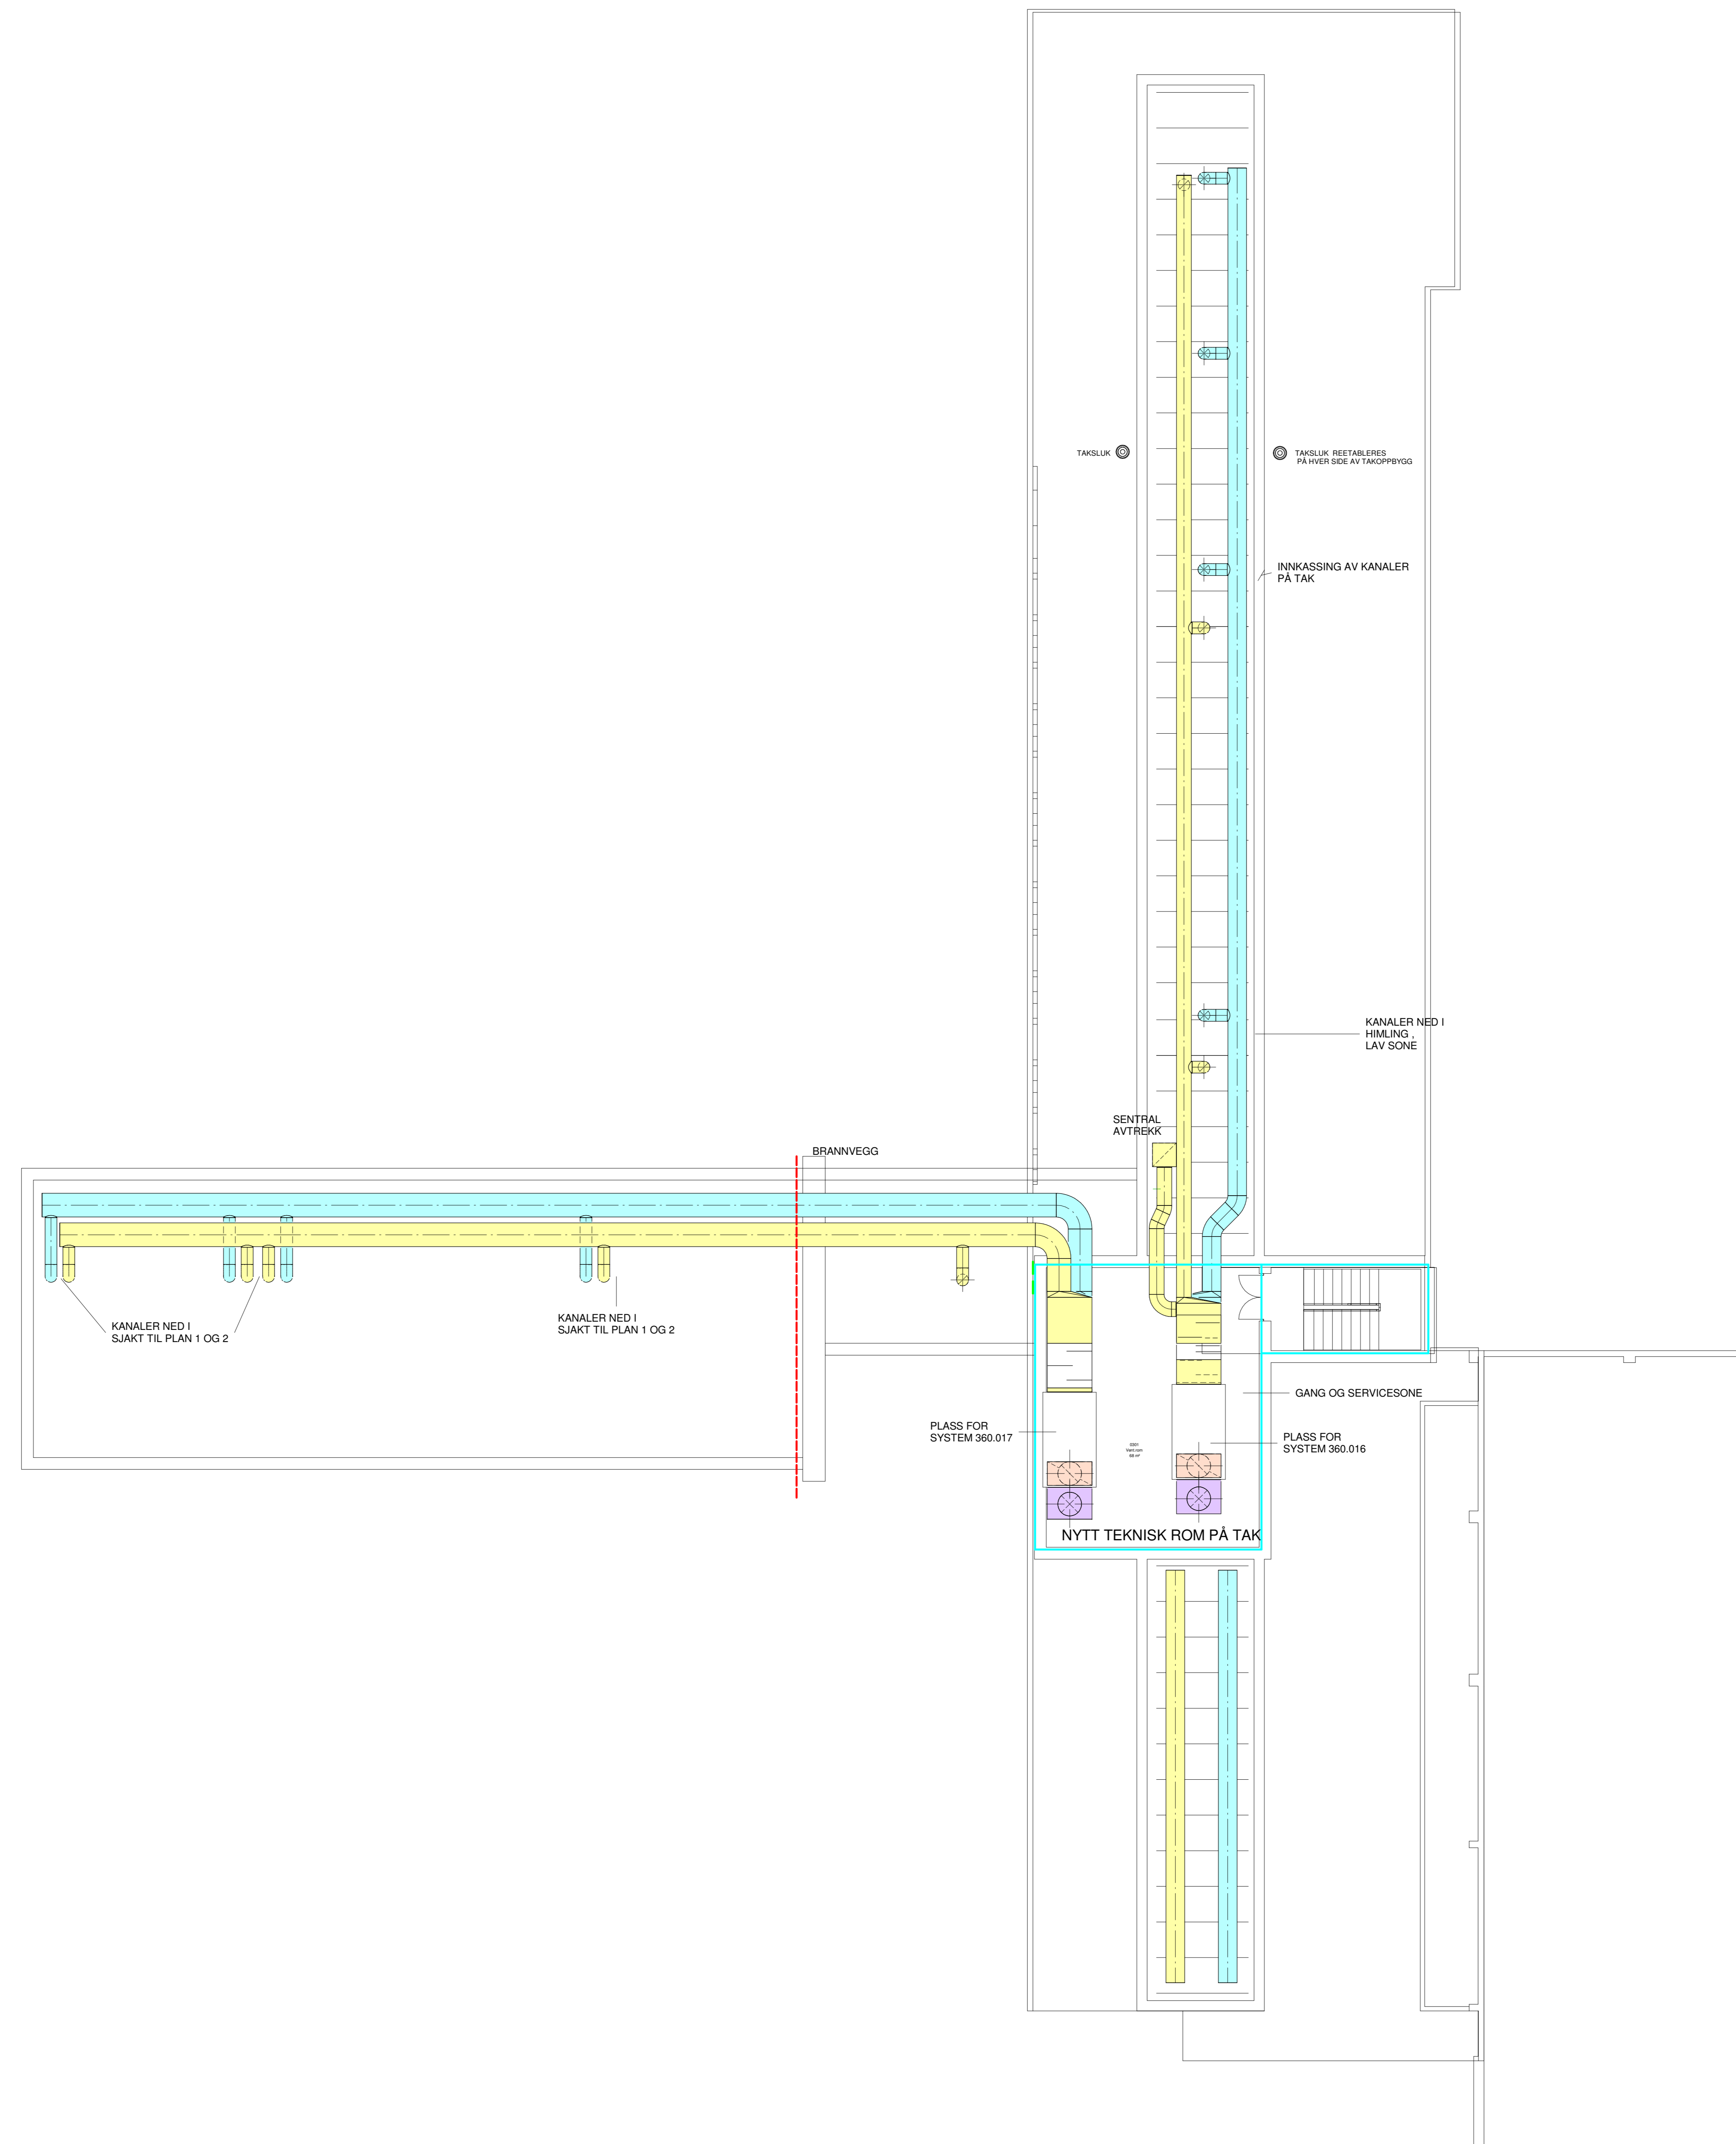 TAKSLUK
TAKSLUK REETABLERES
PÅ HVER SIDE AV TAKOPPBYGG
INNKASSING AV KANALER
PÅ TAK
KANALER NED I
HIMLING ,
LAV SONE
SENTRAL
AVTREKK
BRANNVEGG
KANALER NED I
SJAKT TIL PLAN 1 OG 2
KANALER NED I
SJAKT TIL PLAN 1 OG 2
GANG OG SERVICESONE
PLASS FOR
SYSTEM 360.017
PLASS FOR
SYSTEM 360.016
Vent.rom
NYTT TEKNISK ROM PÅ TAK